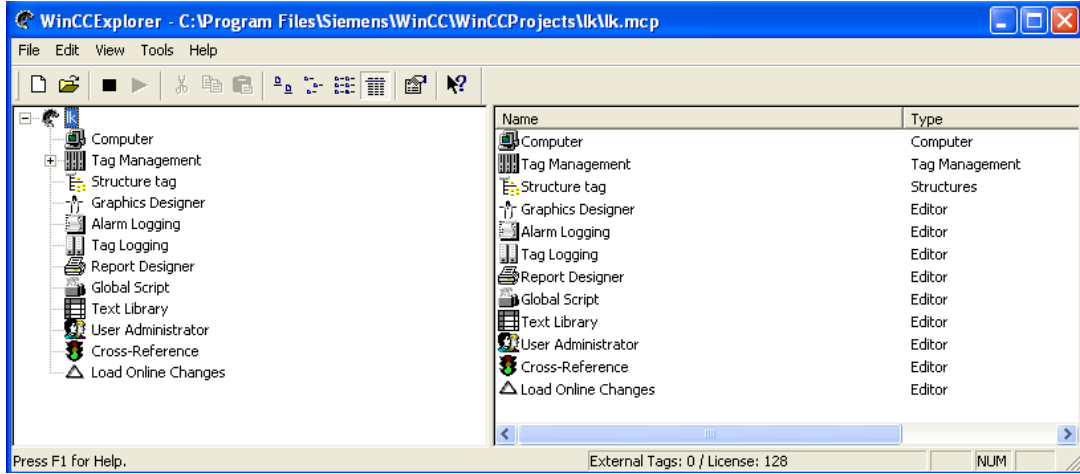 WinCCExplorer - C:\Program Files\Siemens\WinCC\WinCCProjects\lk\lk.mcp
File Edit View Tools Help
lk
Computer
Tag Management
Structure tag
Graphics Designer
Alarm Logging
Tag Logging
Report Designer
Global Script
Text Library
User Administrator
Cross-Reference
Load Online Changes
Name Type
Computer Computer
Tag Management Tag Management
Structure tag Structures
Graphics Designer Editor
Alarm Logging Editor
Tag Logging Editor
Report Designer Editor
Global Script Editor
Text Library Editor
User Administrator Editor
Cross-Reference Editor
Load Online Changes Editor
Press F1 for Help. External Tags: 0 / License: 128 NUM